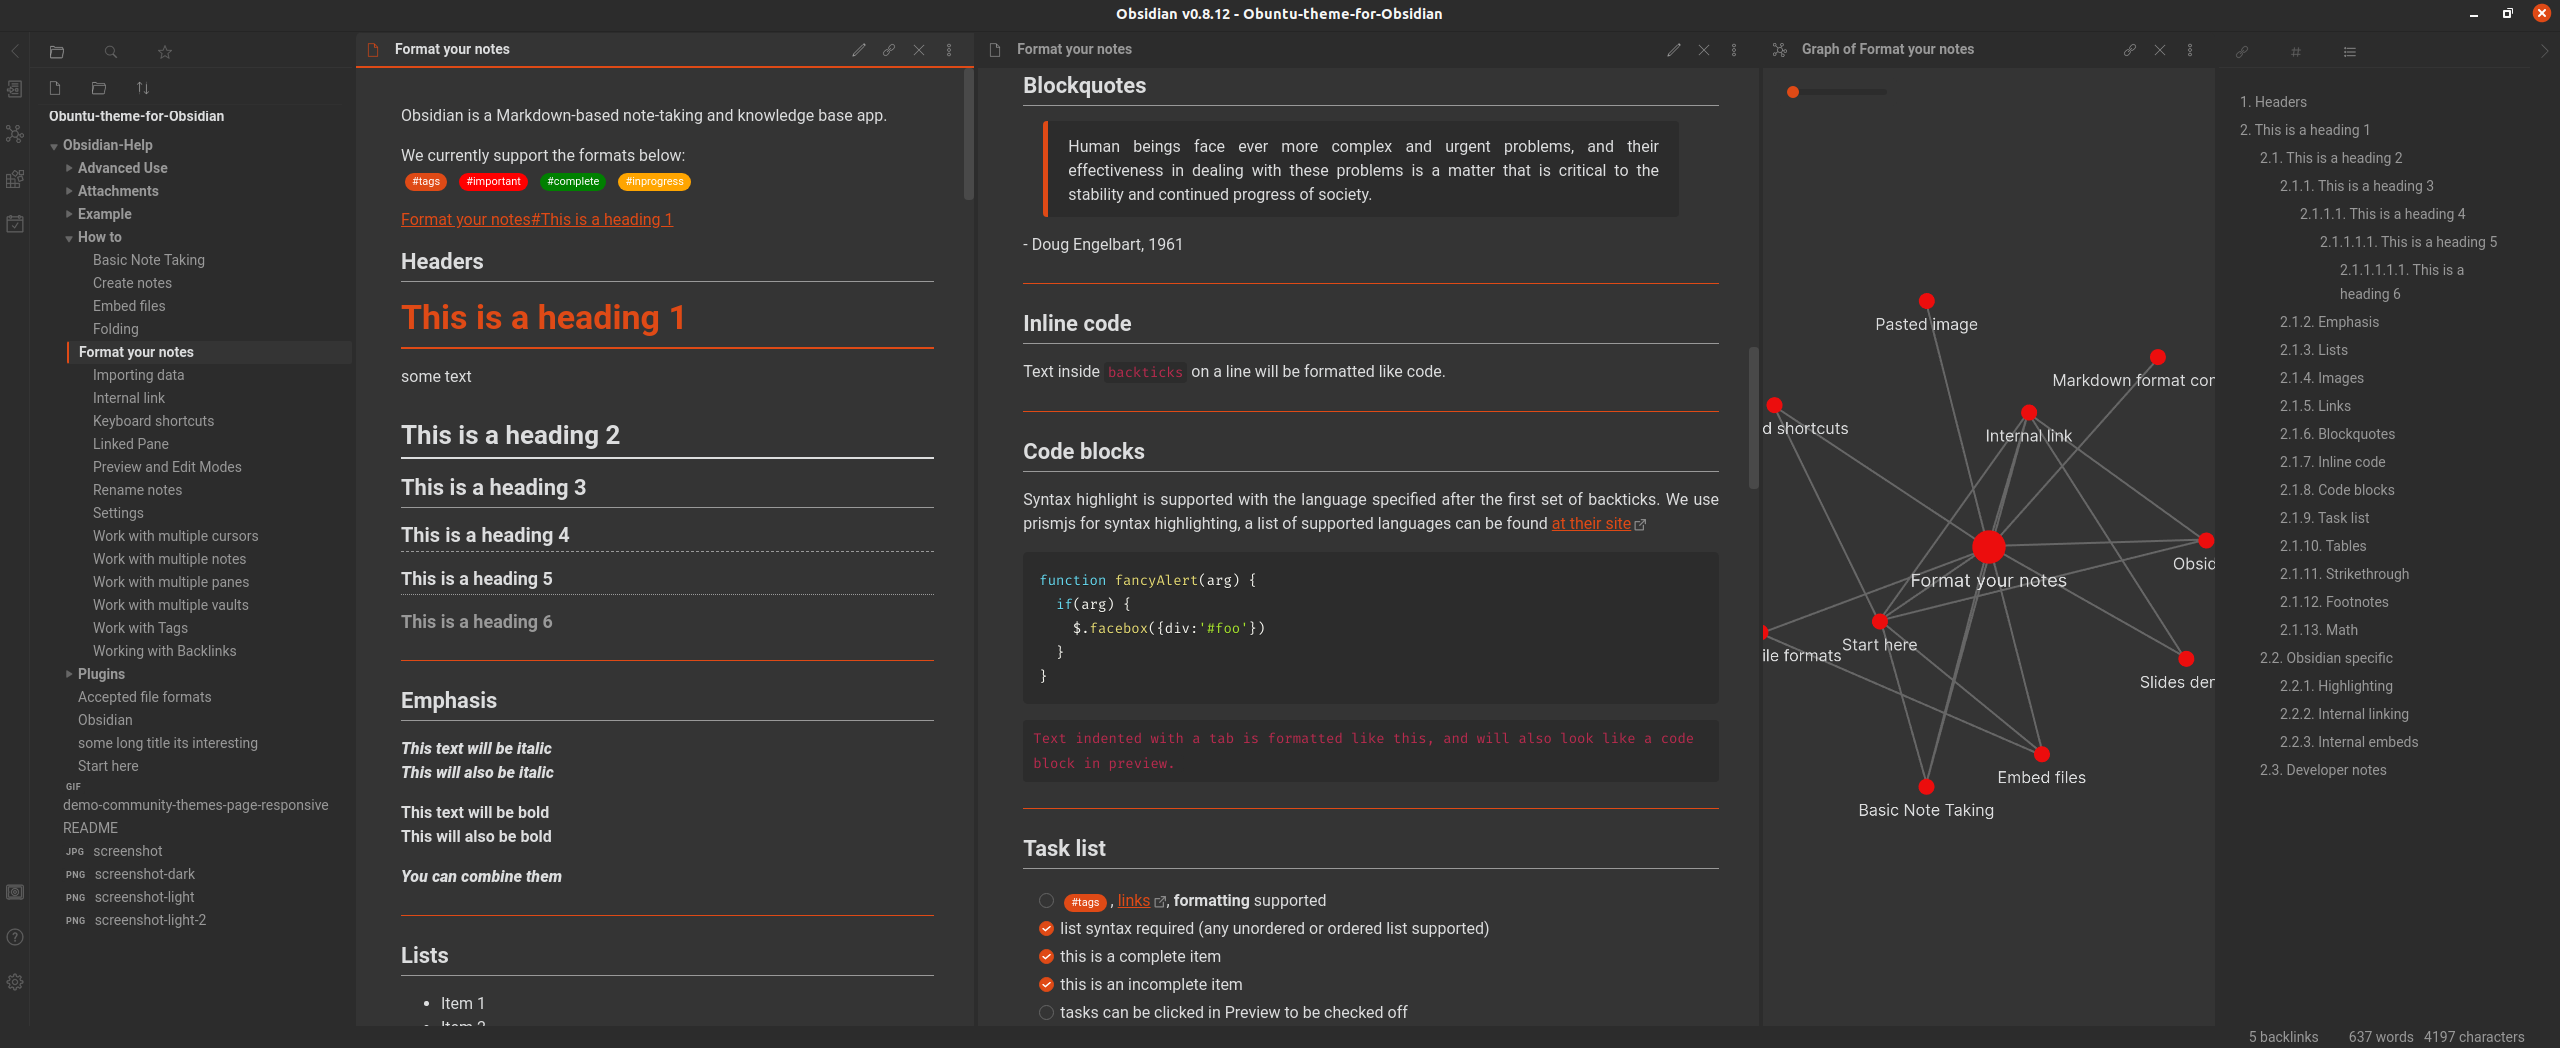 Obsidian v0.8.12 - Obuntu-theme-for-Obsidian
Obuntu-theme-for-Obsidian
Obsidian-Help
Advanced Use
Attachments
Example
How to
Basic Note Taking
Create notes
Embed files
Folding
Format your notes
Importing data
Internal link
Keyboard shortcuts
Linked Pane
Preview and Edit Modes
Rename notes
Settings
Work with multiple cursors
Work with multiple notes
Work with multiple panes
Work with multiple vaults
Work with Tags
Working with Backlinks
Plugins
Accepted file formats
Obsidian
some long title its interesting
Start here
GIF
demo-community-themes-page-responsive
README
JPG screenshot
PNG screenshot-dark
PNG screenshot-light
PNG screenshot-light-2
Format your notes
Obsidian is a Markdown-based note-taking and knowledge base app.
We currently support the formats below:
#tags #important #complete #inprogress
Format your notes#This is a heading 1
Headers
This is a heading 1
some text
This is a heading 2
This is a heading 3
This is a heading 4
This is a heading 5
This is a heading 6
Emphasis
This text will be italic
This will also be italic
This text will be bold
This will also be bold
You can combine them
Lists
Item 1
Format your notes
Blockquotes
Human beings face ever more complex and urgent problems, and their
effectiveness in dealing with these problems is a matter that is critical to the
stability and continued progress of society.
- Doug Engelbart, 1961
Inline code
Text inside backticks on a line will be formatted like code.
Code blocks
Syntax highlight is supported with the language specified after the first set of backticks. We use
prismjs for syntax highlighting, a list of supported languages can be found at their site
function fancyAlert(arg) {
if(arg) {
$.facebox({div:'#foo'})
}
}
Text indented with a tab is formatted like this, and will also look like a code
block in preview.
Task list
#tags , links , formatting supported
list syntax required (any unordered or ordered list supported)
this is a complete item
this is an incomplete item
tasks can be clicked in Preview to be checked off
Graph of Format your notes
Pasted image
Markdown format con
d shortcuts
Internal link
Obsid
Format your notes
Start here
ile formats
Slides der
Embed files
Basic Note Taking
1. Headers
2. This is a heading 1
2.1. This is a heading 2
2.1.1. This is a heading 3
2.1.1.1. This is a heading 4
2.1.1.1.1. This is a heading 5
2.1.1.1.1.1. This is a
heading 6
2.1.2. Emphasis
2.1.3. Lists
2.1.4. Images
2.1.5. Links
2.1.6. Blockquotes
2.1.7. Inline code
2.1.8. Code blocks
2.1.9. Task list
2.1.10. Tables
2.1.11. Strikethrough
2.1.12. Footnotes
2.1.13. Math
2.2. Obsidian specific
2.2.1. Highlighting
2.2.2. Internal linking
2.2.3. Internal embeds
2.3. Developer notes
5 backlinks 637 words 4197 characters